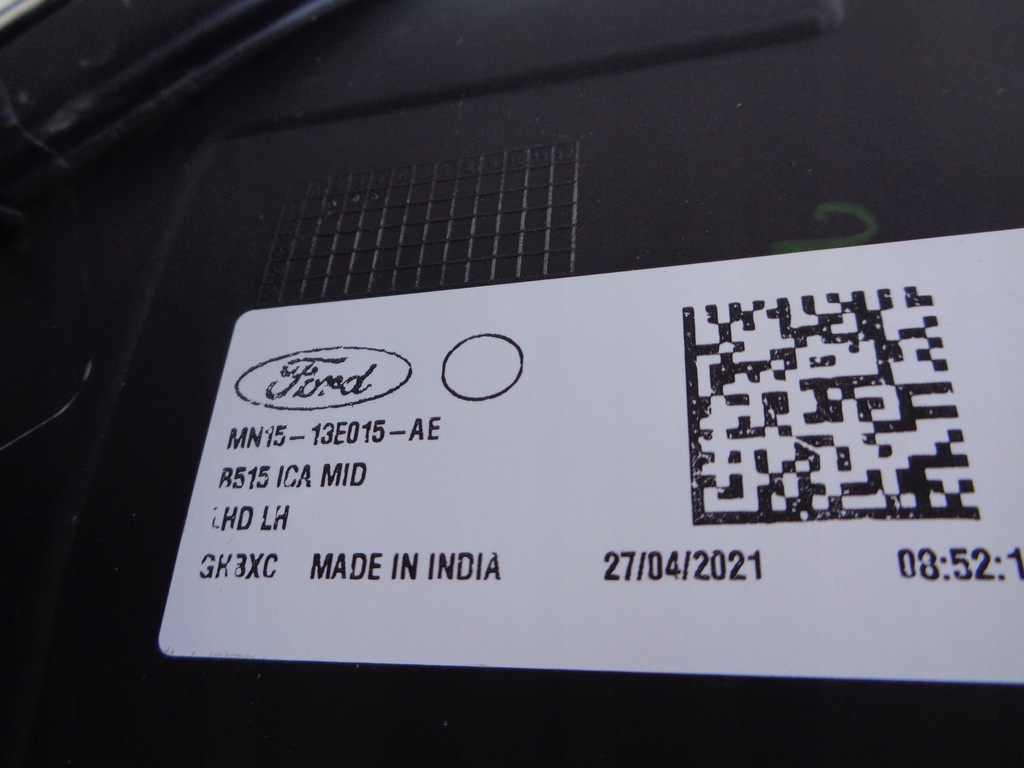 Ford
MN15-13E015-AE
B515 ICA MID
LHD LH
GK3XC MADE IN INDIA 27/04/2021 08:52:1